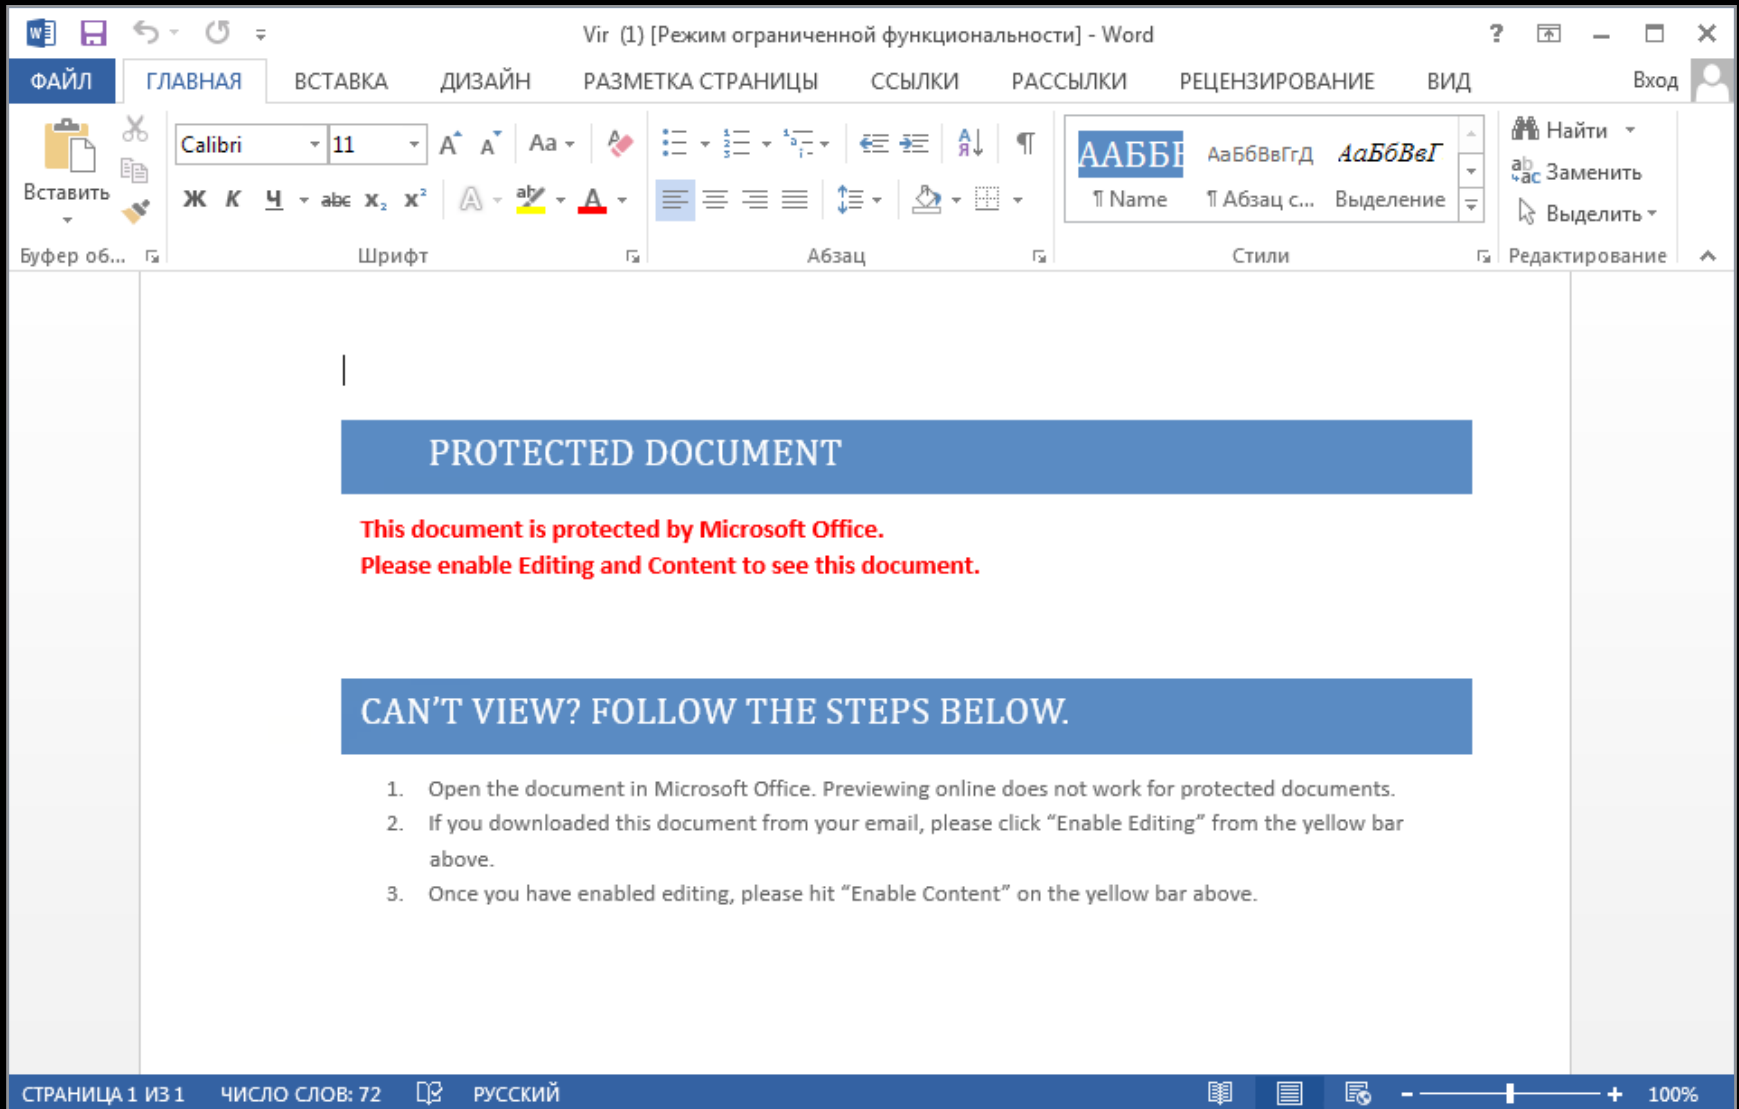 Vir (1) [Режим ограниченной функциональности] - Word
?
ФАЙЛ ГЛАВНАЯ ВСТАВКА ДИЗАЙН РАЗМЕТКА СТРАНИЦЫ ССЫЛКИ РАССЫЛКИ РЕЦЕНЗИРОВАНИЕ ВИД Вход
Вставить
Calibri 11 Aa
Ж К Ч abc x₂ x²
ААББЕ АаБбВвГгД АаБбВвГ
¶ Name ¶ Абзац с... Выделение
Найти
Заменить
Выделить
Буфер об... Шрифт Абзац Стили Редактирование
PROTECTED DOCUMENT
This document is protected by Microsoft Office.
Please enable Editing and Content to see this document.
CAN’T VIEW? FOLLOW THE STEPS BELOW.
1. Open the document in Microsoft Office. Previewing online does not work for protected documents.
2. If you downloaded this document from your email, please click “Enable Editing” from the yellow bar
above.
3. Once you have enabled editing, please hit “Enable Content” on the yellow bar above.
СТРАНИЦА 1 ИЗ 1 ЧИСЛО СЛОВ: 72 РУССКИЙ 100%